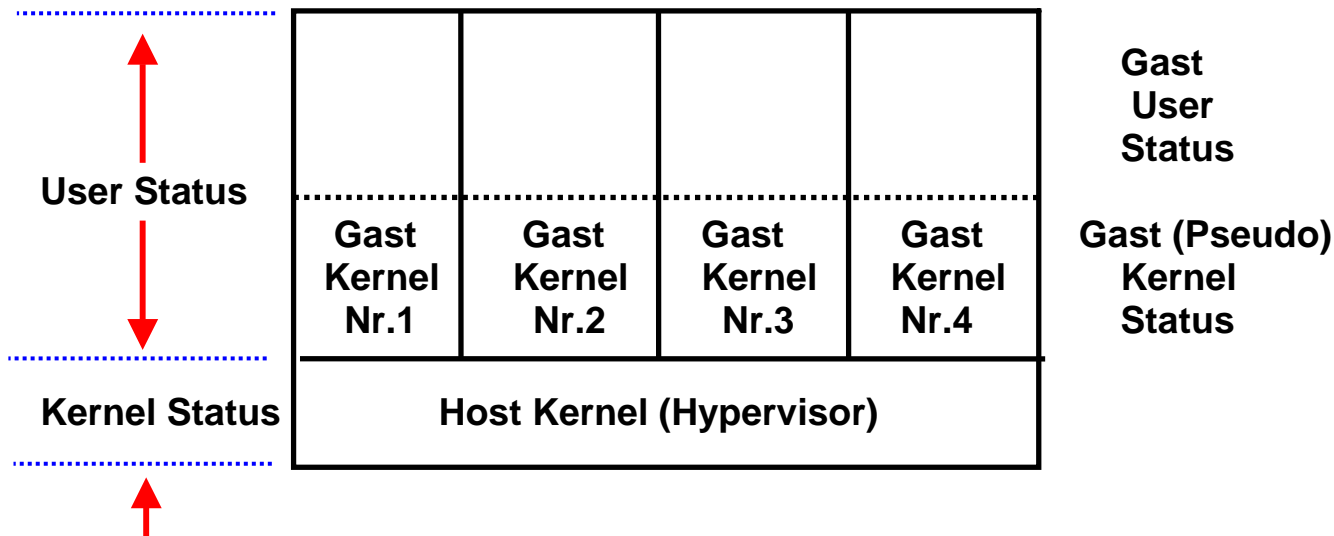 Gast
User
Status
User Status
Gast
Kernel
Nr.1
Gast
Kernel
Nr.2
Gast
Kernel
Nr.3
Gast
Kernel
Nr.4
Gast (Pseudo)
Kernel
Status
Kernel Status
Host Kernel (Hypervisor)